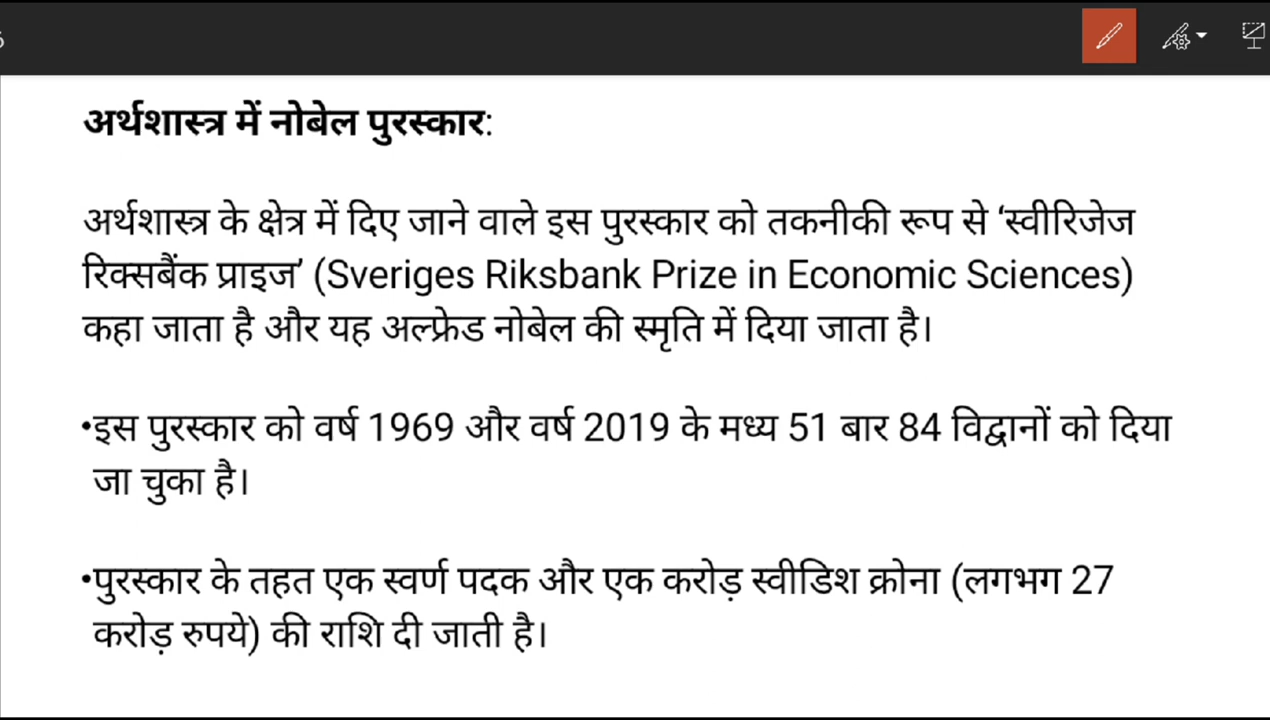 अर्थशास्त्र में नोबेल पुरस्कार:
अर्थशास्त्र के क्षेत्र में दिए जाने वाले इस पुरस्कार को तकनीकी रूप से ‘स्वीरिजेज
रिक्सबैंक प्राइज’ (Sveriges Riksbank Prize in Economic Sciences)
कहा जाता है और यह अल्फ्रेड नोबेल की स्मृति में दिया जाता है।
•इस पुरस्कार को वर्ष 1969 और वर्ष 2019 के मध्य 51 बार 84 विद्वानों को दिया
जा चुका है।
•पुरस्कार के तहत एक स्वर्ण पदक और एक करोड़ स्वीडिश क्रोना (लगभग 27
करोड़ रुपये) की राशि दी जाती है।